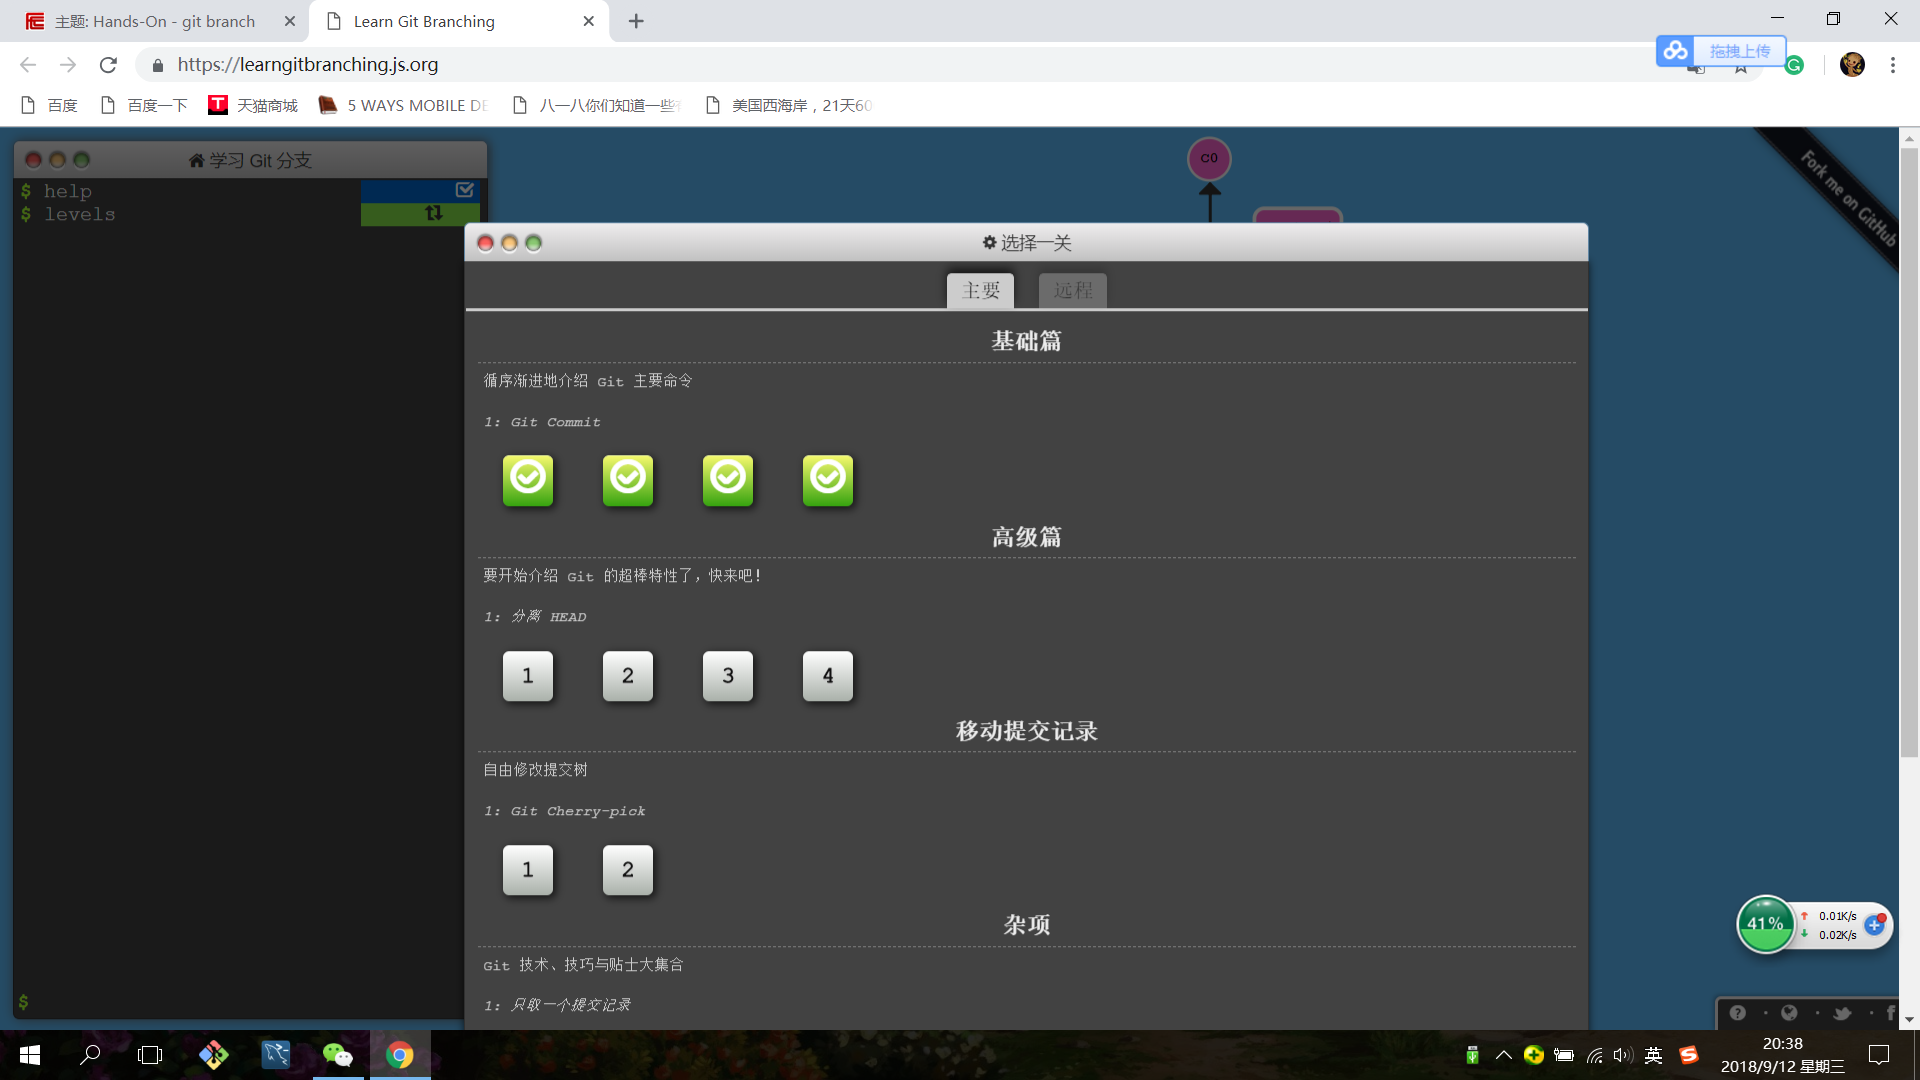 主题: Hands-On - git branch
Learn Git Branching
https://learngitbranching.js.org
拖拽上传
百度
百度一下
天猫商城
5 WAYS MOBILE DE
八一八你们知道一些
美国西海岸，21天60
学习 Git 分支
$ help
$ levels
$
C0
Fork me on GitHub
选择一关
主要
远程
基础篇
循序渐进地介绍 Git 主要命令
1: Git Commit
高级篇
要开始介绍 Git 的超棒特性了，快来吧！
1: 分离 HEAD
1
2
3
4
移动提交记录
自由修改提交树
1: Git Cherry-pick
1
2
杂项
Git 技术、技巧与贴士大集合
1: 只取一个提交记录
41%
0.01K/s
0.02K/s
英
20:38
2018/9/12 星期三